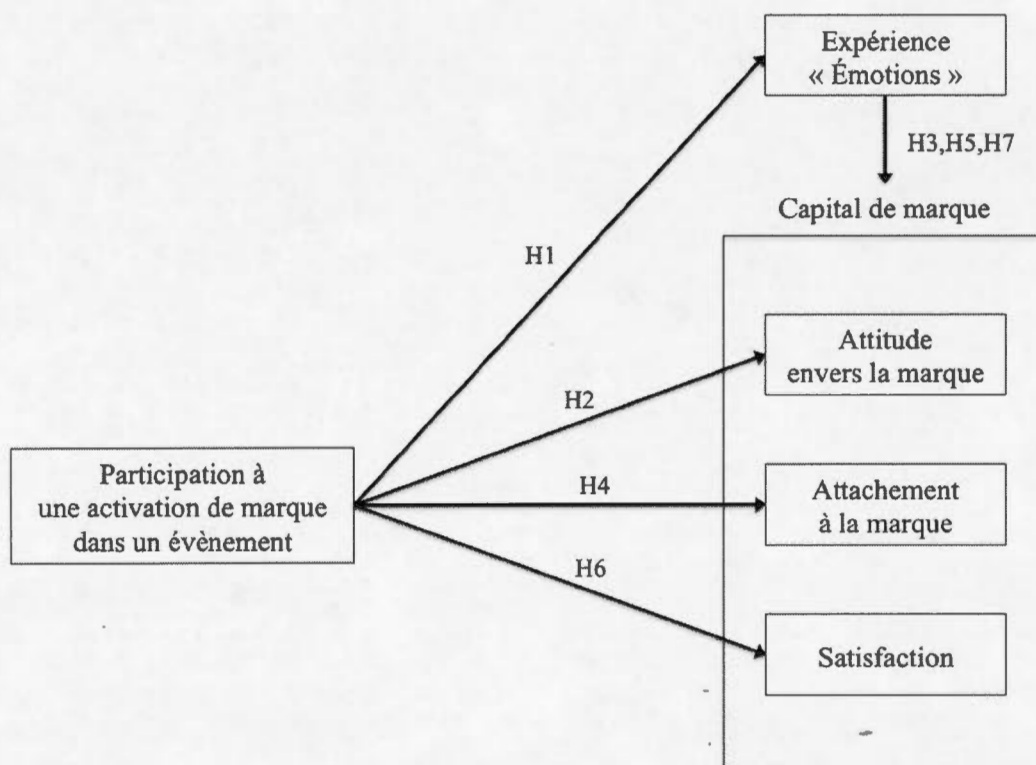 Expérience
« Émotions »
H3,H5,H7
Capital de marque
H1
Attitude
envers la marque
H2
Participation à
une activation de marque
dans un évènement
H4
Attachement
à la marque
H6
Satisfaction